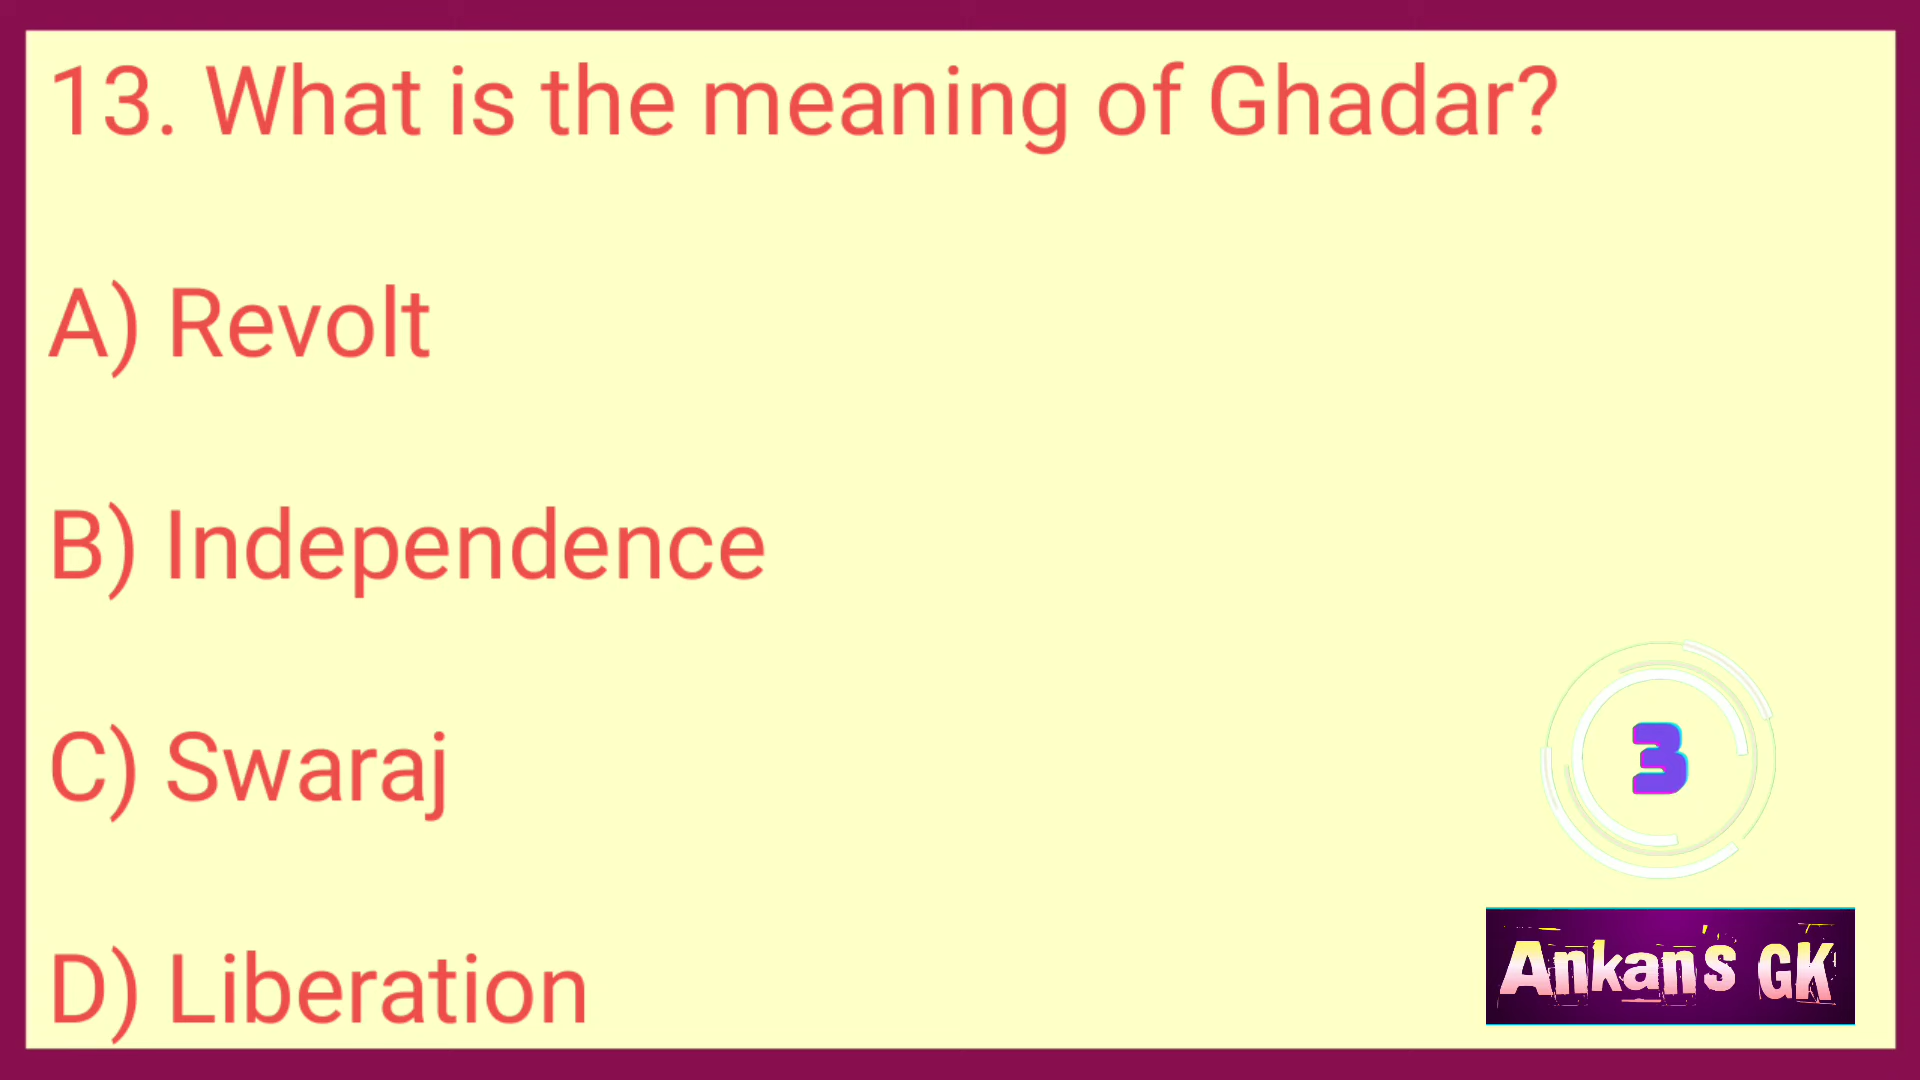 13. What is the meaning of Ghadar?
A) Revolt
B) Independence
C) Swaraj
D) Liberation
3
Ankan's GK